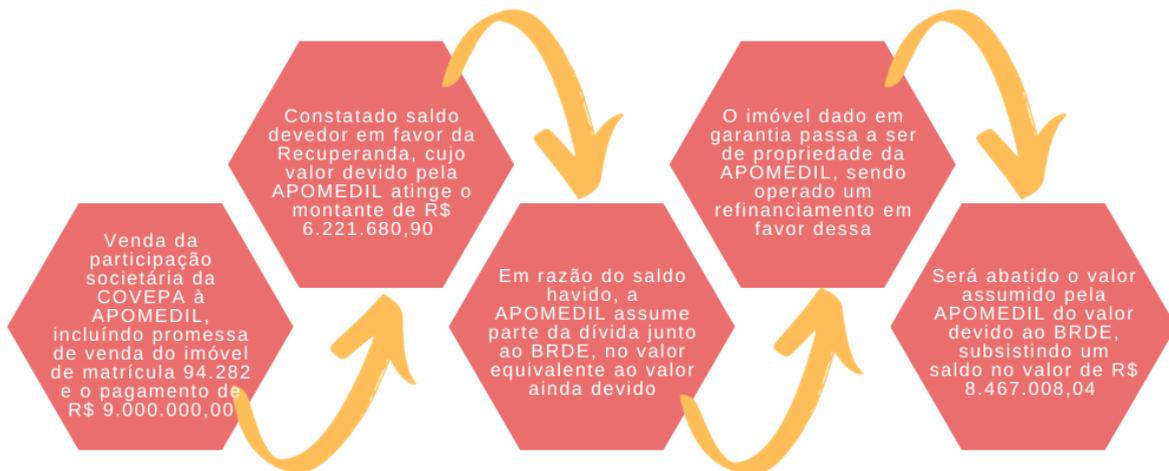 Venda da
participação
societária da
COVEPA à
APOMEDIL,
incluíndo promessa
de venda do imóvel
de matrícula 94.282
e o pagamento de
R$ 9.000.000,00
Constatado saldo
devedor em favor da
Recuperanda, cujo
valor devido pela
APOMEDIL atinge o
montante de R$
6.221.680,90
Em razão do saldo
havido, a
APOMEDIL assume
parte da dívida junto
ao BRDE, no valor
equivalente ao valor
ainda devido
O imóvel dado em
garantia passa a ser
de propriedade da
APOMEDIL, sendo
operado um
refinanciamento em
favor dessa
Será abatido o valor
assumido pela
APOMEDIL do valor
devido ao BRDE,
subsistindo um
saldo no valor de R$
8.467.008,04